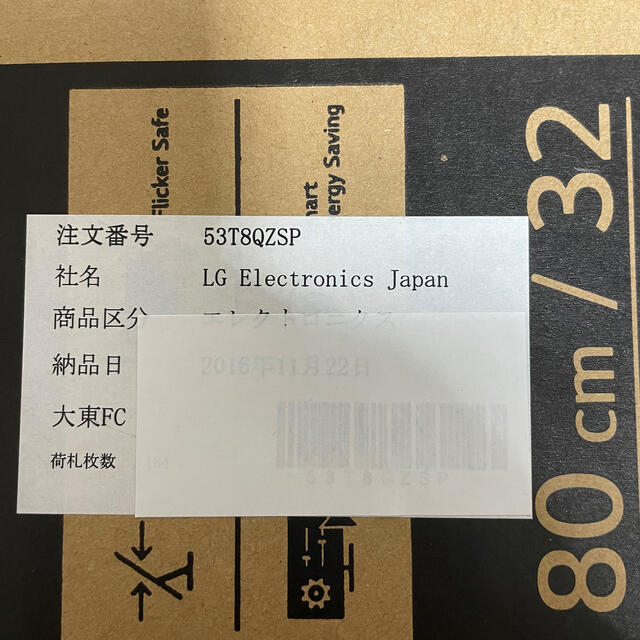 Flicker Safe
Smart
Energy Saving
80 cm / 32
注文番号 53T8QZSP
社名 LG Electronics Japan
商品区分 エレクトロニクス
納品日 2016年11月22日
大東FC
荷札枚数 184
53T8QZSP